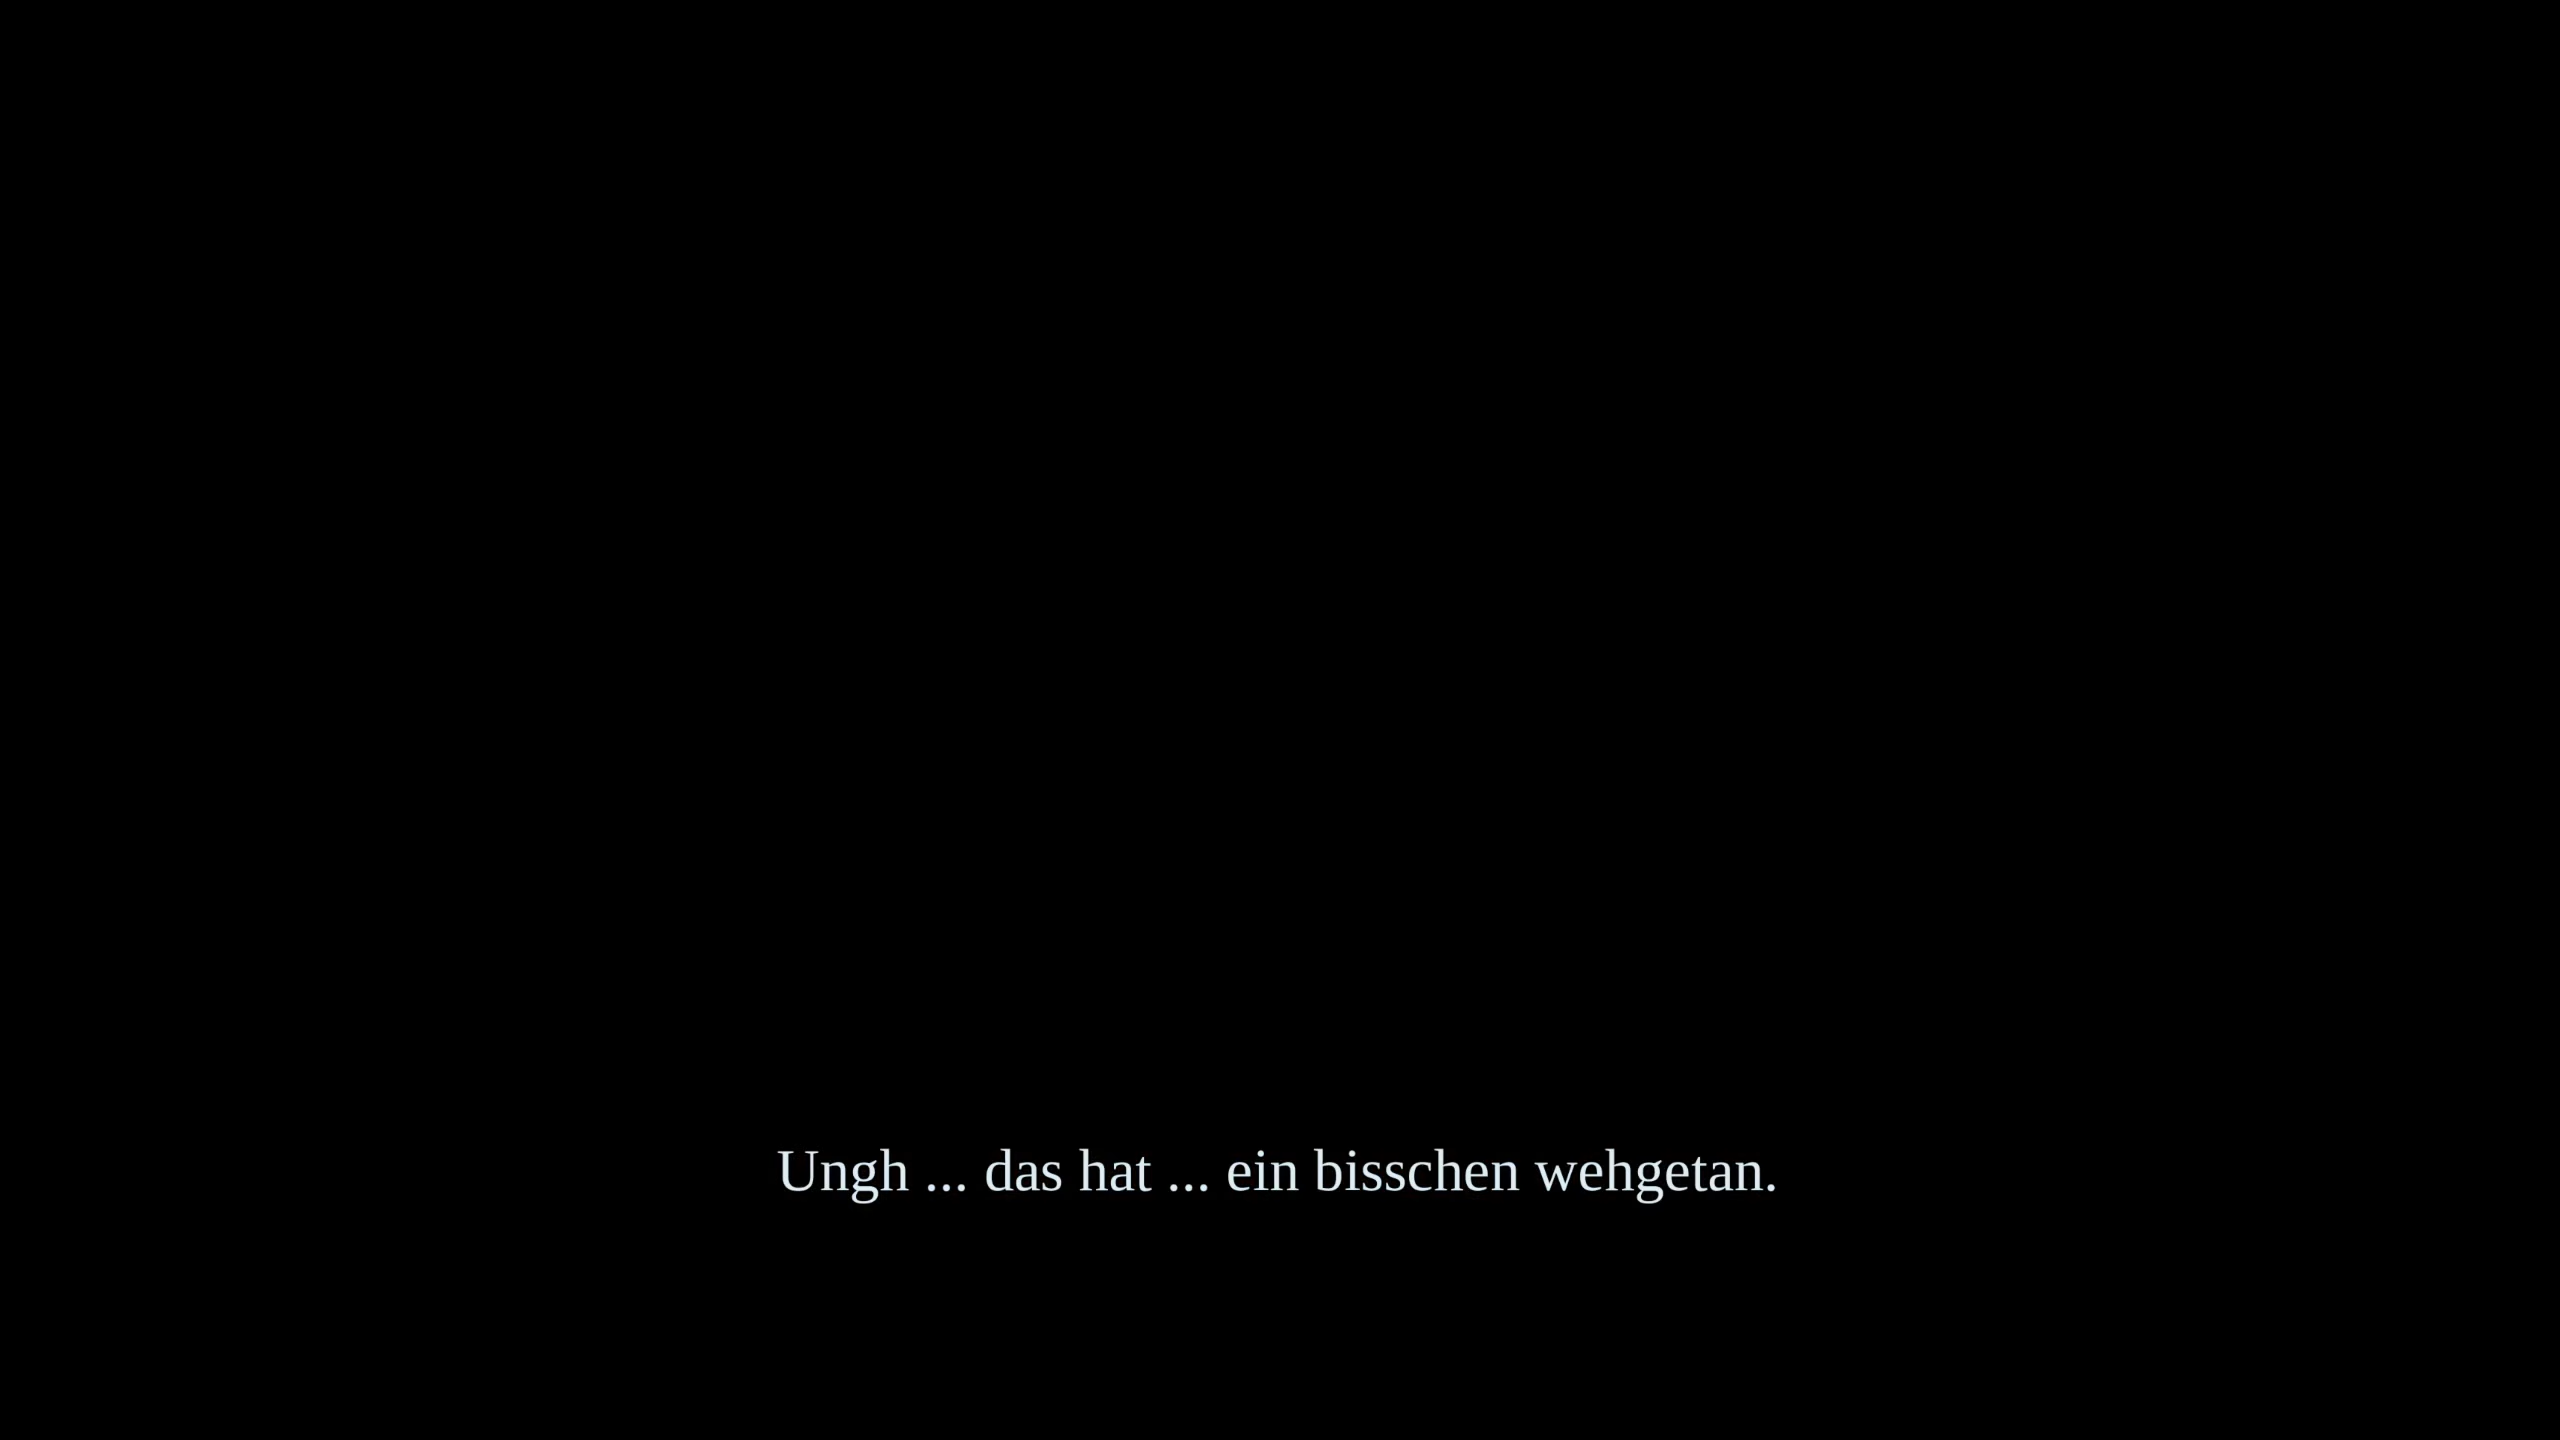 Ungh ... das hat ... ein bisschen wehgetan.